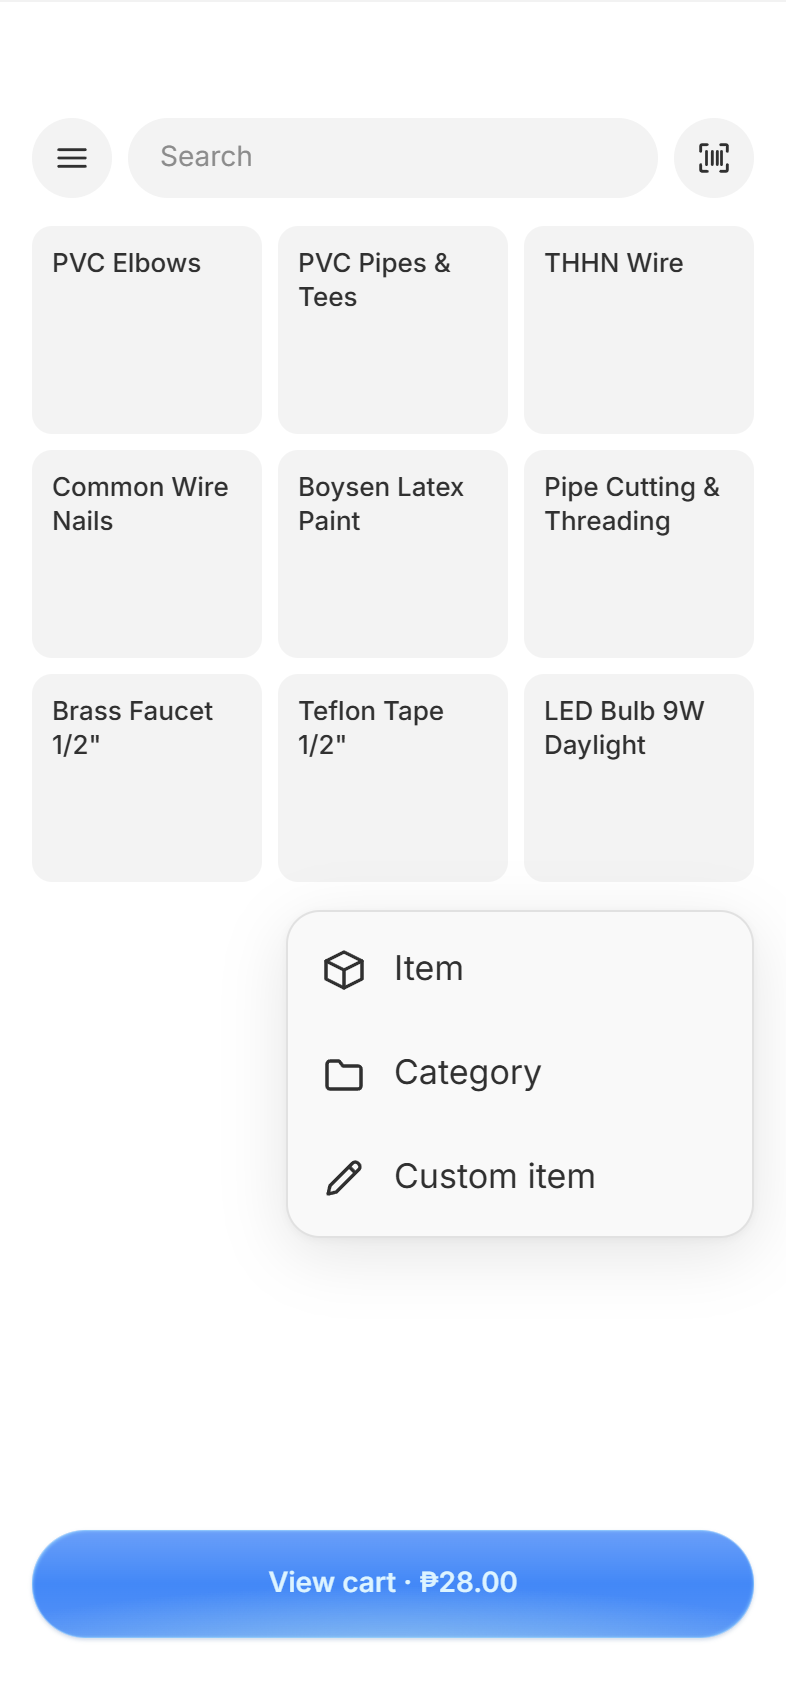 Search
PVC Elbows
PVC Pipes &
Tees
THHN Wire
Common Wire
Nails
Boysen Latex
Paint
Pipe Cutting &
Threading
Brass Faucet
1/2"
Teflon Tape
1/2"
LED Bulb 9W
Daylight
Item
Category
Custom item
View cart · ₱28.00